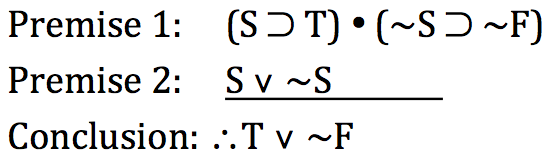 Premise 1: (S ⊃ T) • (~S ⊃ ~F)
Premise 2: S v ~S
Conclusion: ∴ T v ~F